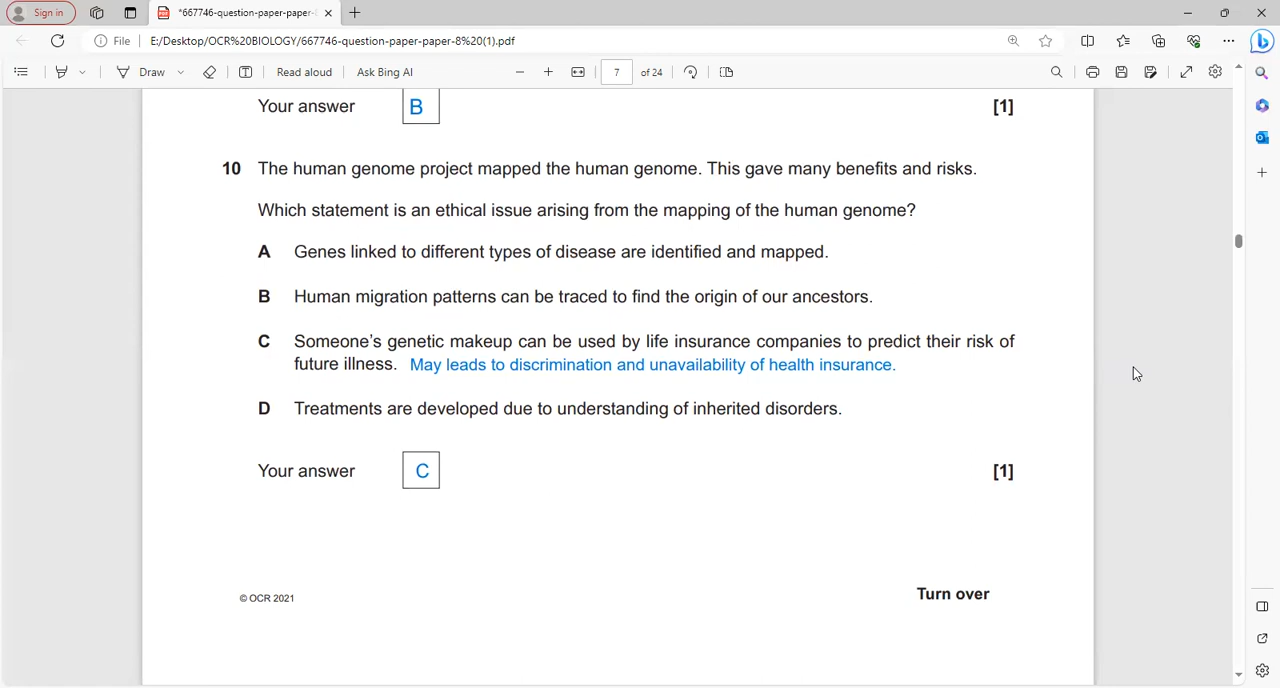 Sign in
*667746-question-paper-paper-8
File E:/Desktop/OCR%20BIOLOGY/667746-question-paper-paper-8%20(1).pdf
Draw Read aloud Ask Bing AI 7 of 24
Your answer B [1]
10 The human genome project mapped the human genome. This gave many benefits and risks.
Which statement is an ethical issue arising from the mapping of the human genome?
A Genes linked to different types of disease are identified and mapped.
B Human migration patterns can be traced to find the origin of our ancestors.
C Someone's genetic makeup can be used by life insurance companies to predict their risk of
future illness. May leads to discrimination and unavailability of health insurance.
D Treatments are developed due to understanding of inherited disorders.
Your answer C [1]
© OCR 2021 Turn over